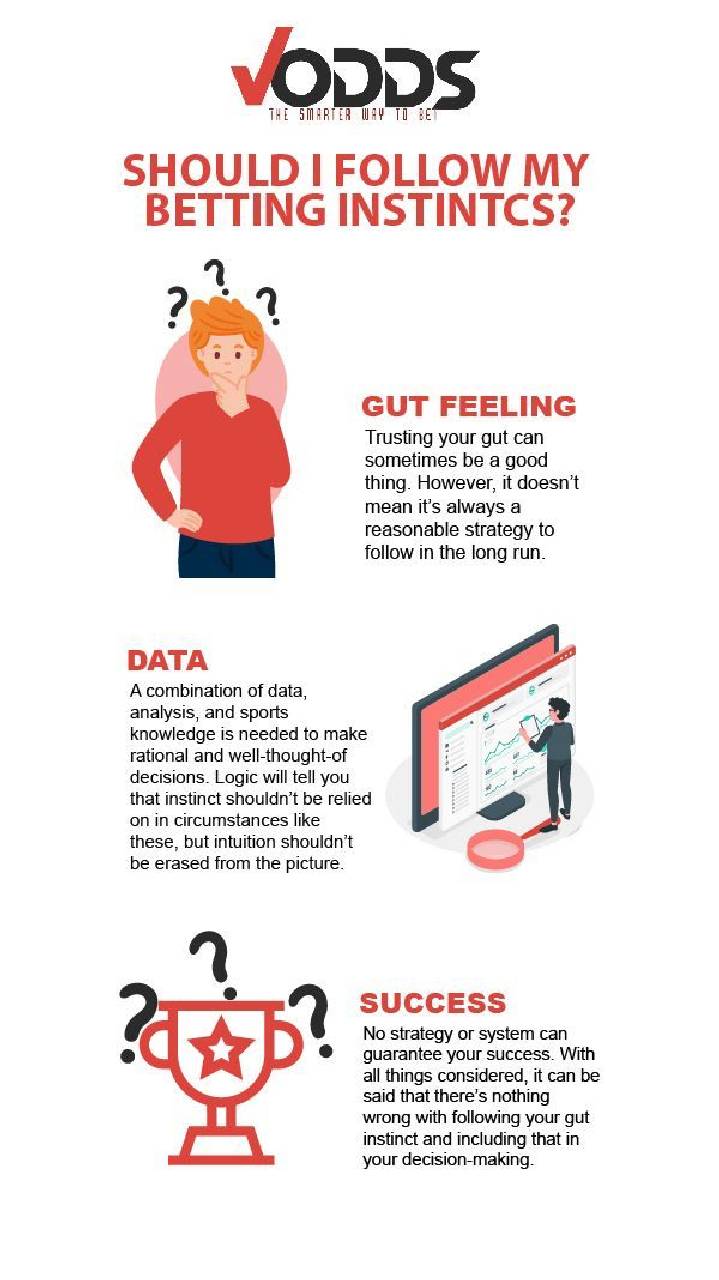 VODDS
THE SMARTER WAY TO BET
SHOULD I FOLLOW MY
BETTING INSTINTCS?
GUT FEELING
Trusting your gut can
sometimes be a good
thing. However, it doesn't
mean it's always a
reasonable strategy to
follow in the long run.
DATA
A combination of data,
analysis, and sports
knowledge is needed to make
rational and well-thought-of
decisions. Logic will tell you
that instinct shouldn't be relied
on in circumstances like
these, but intuition shouldn't
be erased from the picture.
SUCCESS
No strategy or system can
guarantee your success. With
all things considered, it can be
said that there's nothing
wrong with following your gut
instinct and including that in
your decision-making.